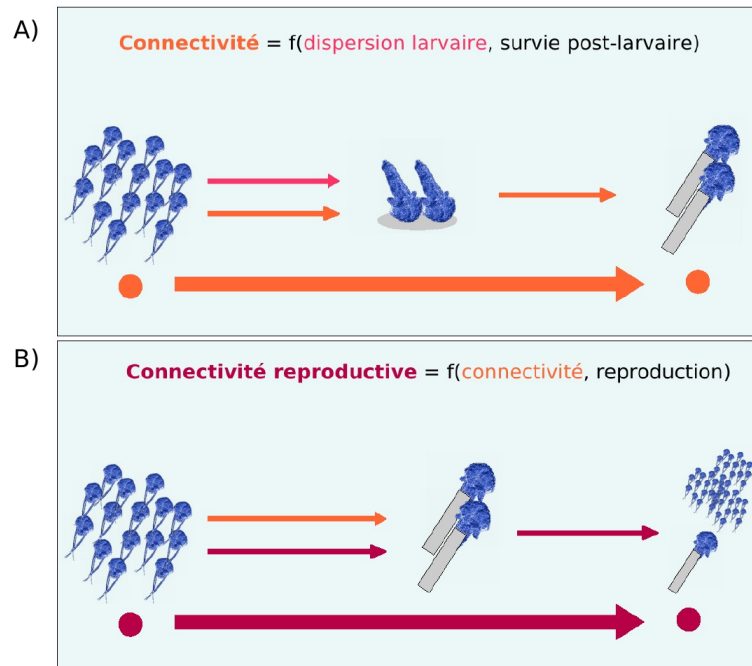 A)
Connectivité = f(dispersion larvaire, survie post-larvaire)
B)
Connectivité reproductive = f(connectivité, reproduction)